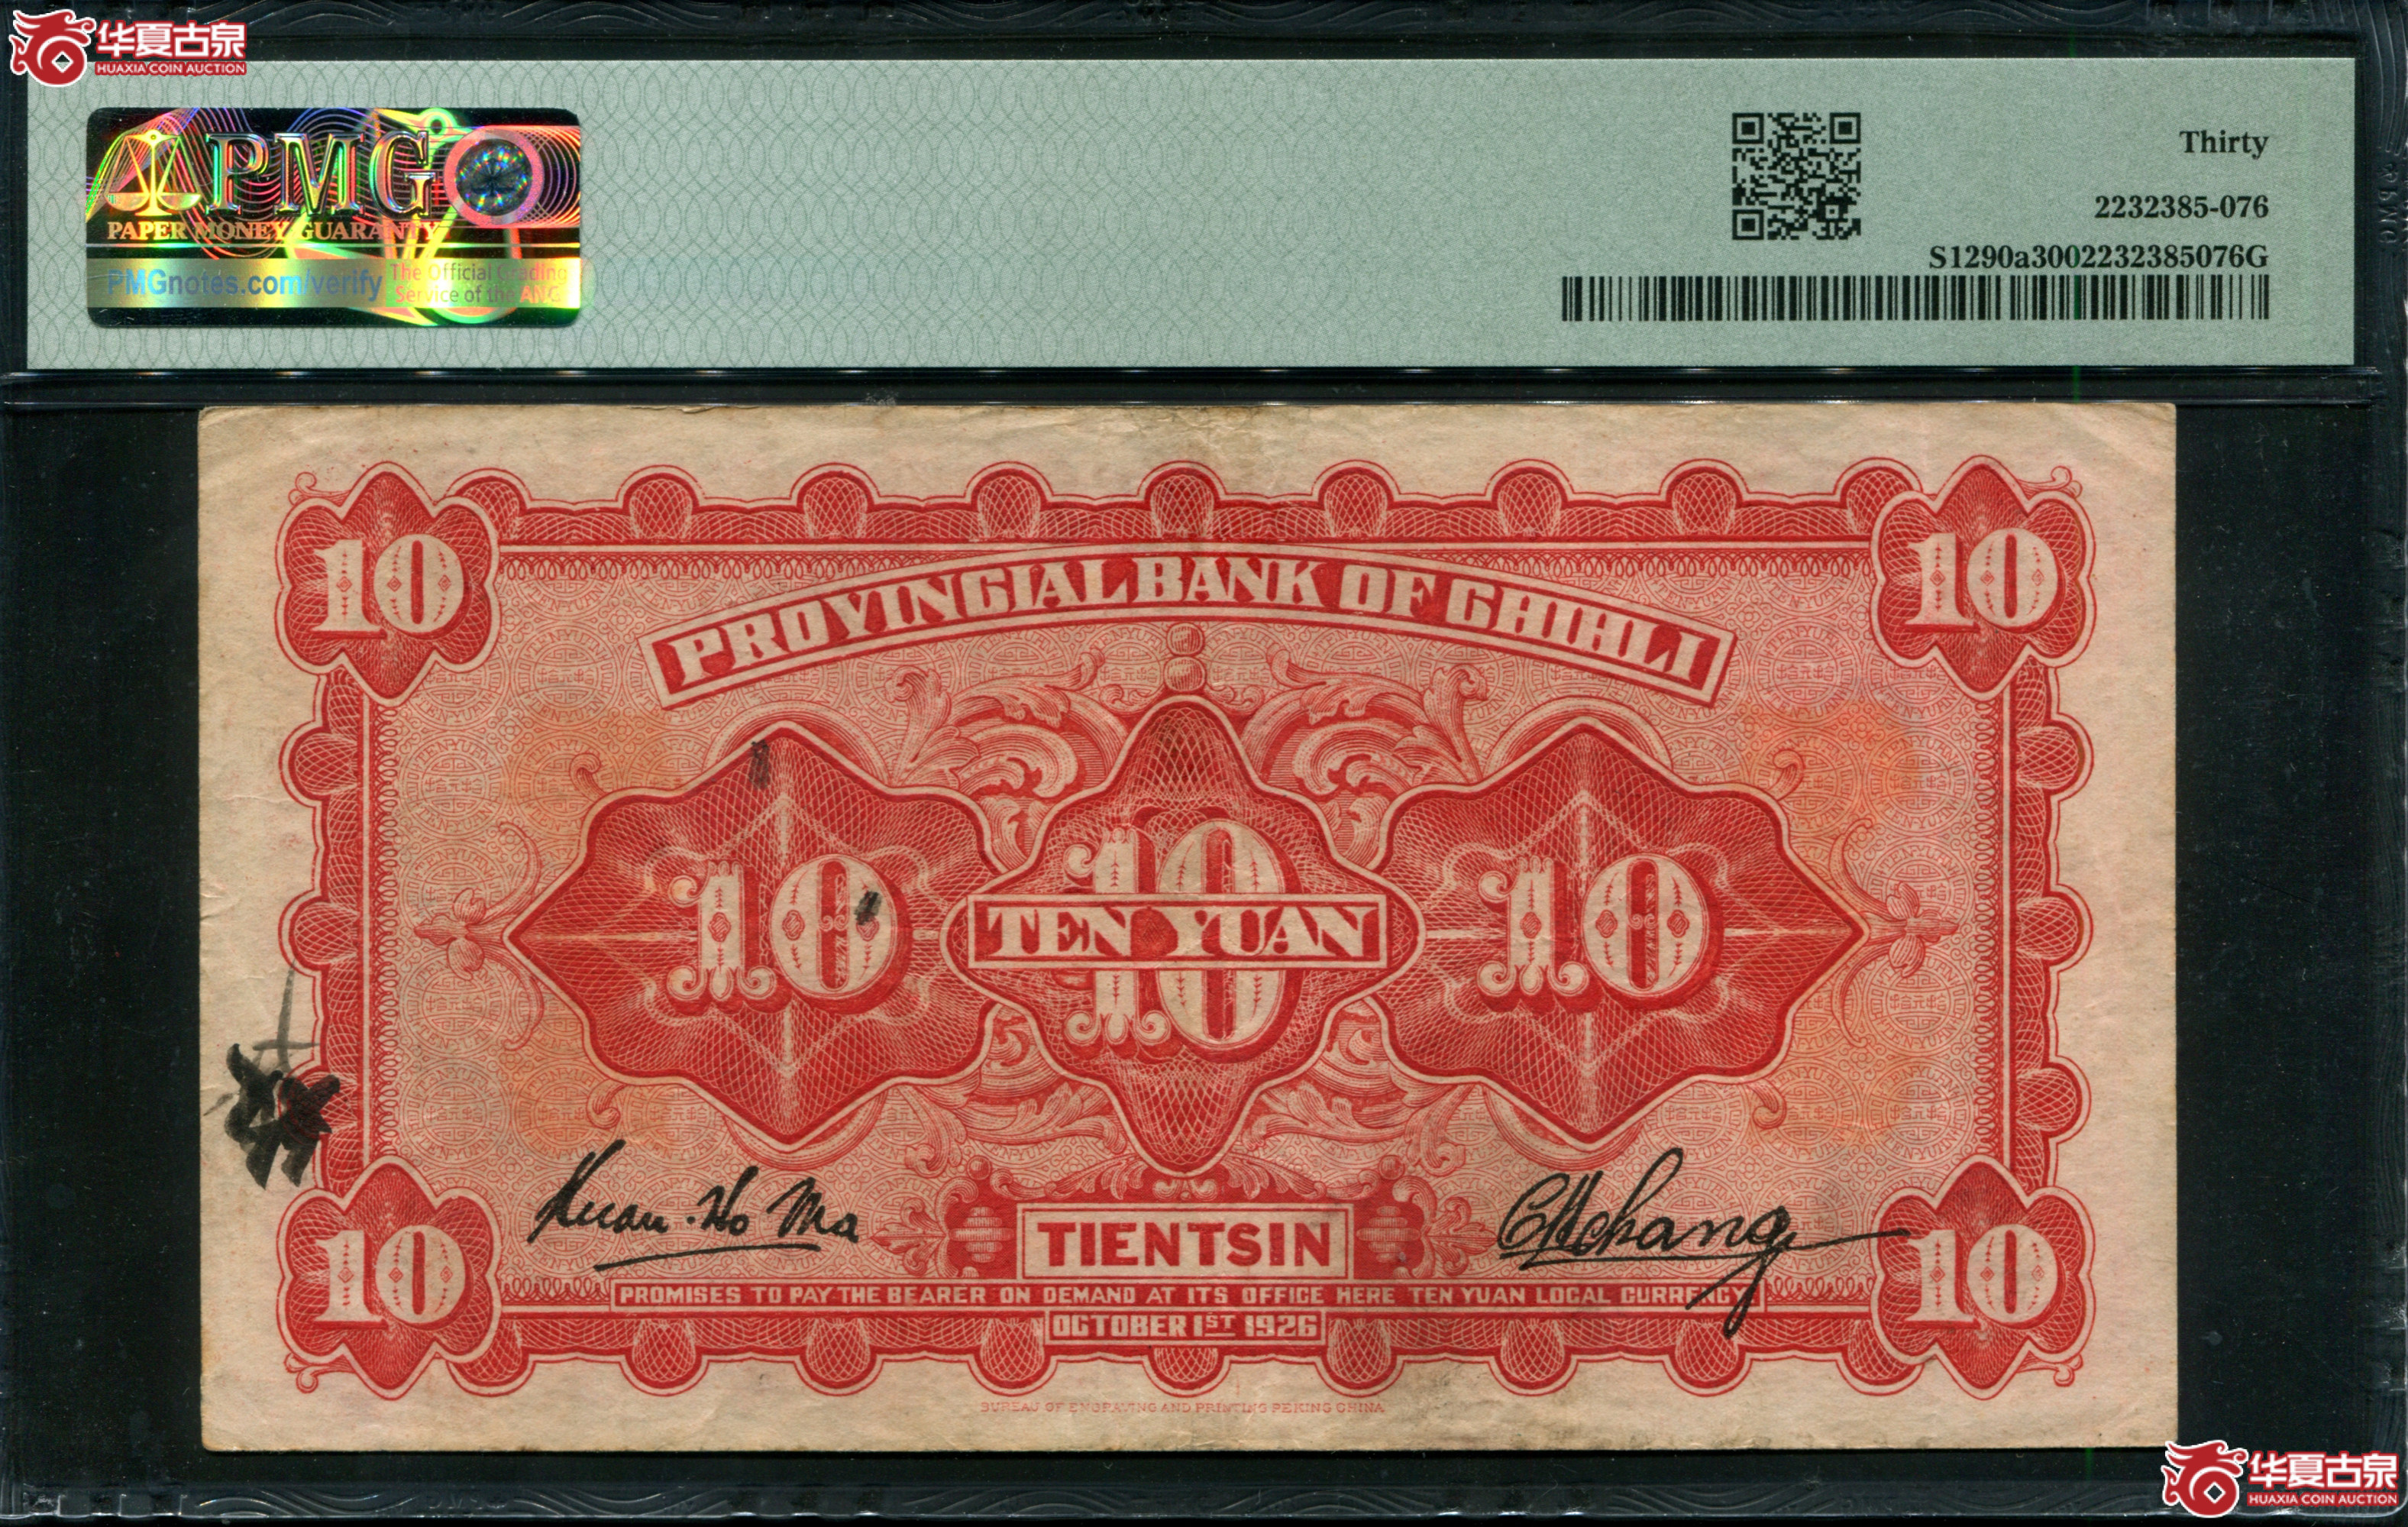 华夏古泉
HUAXIA COIN AUCTION
PMG
PAPER MONEY GUARANTY
PMGnotes.com/verify
The Official Grading
Service of the ANA
Thirty
2232385-076
S1290a3002232385076G
10
10
PROVINCIAL BANK OF CHIHLI
10
10
10
TEN YUAN
Kuan-Ho Ma
CHChang
TIENTSIN
10
10
PROMISES TO PAY THE BEARER ON DEMAND AT ITS OFFICE HERE TEN YUAN LOCAL CURRENCY
OCTOBER 1ST 1926
BUREAU OF ENGRAVING AND PRINTING PEKING CHINA
华夏古泉
HUAXIA COIN AUCTION